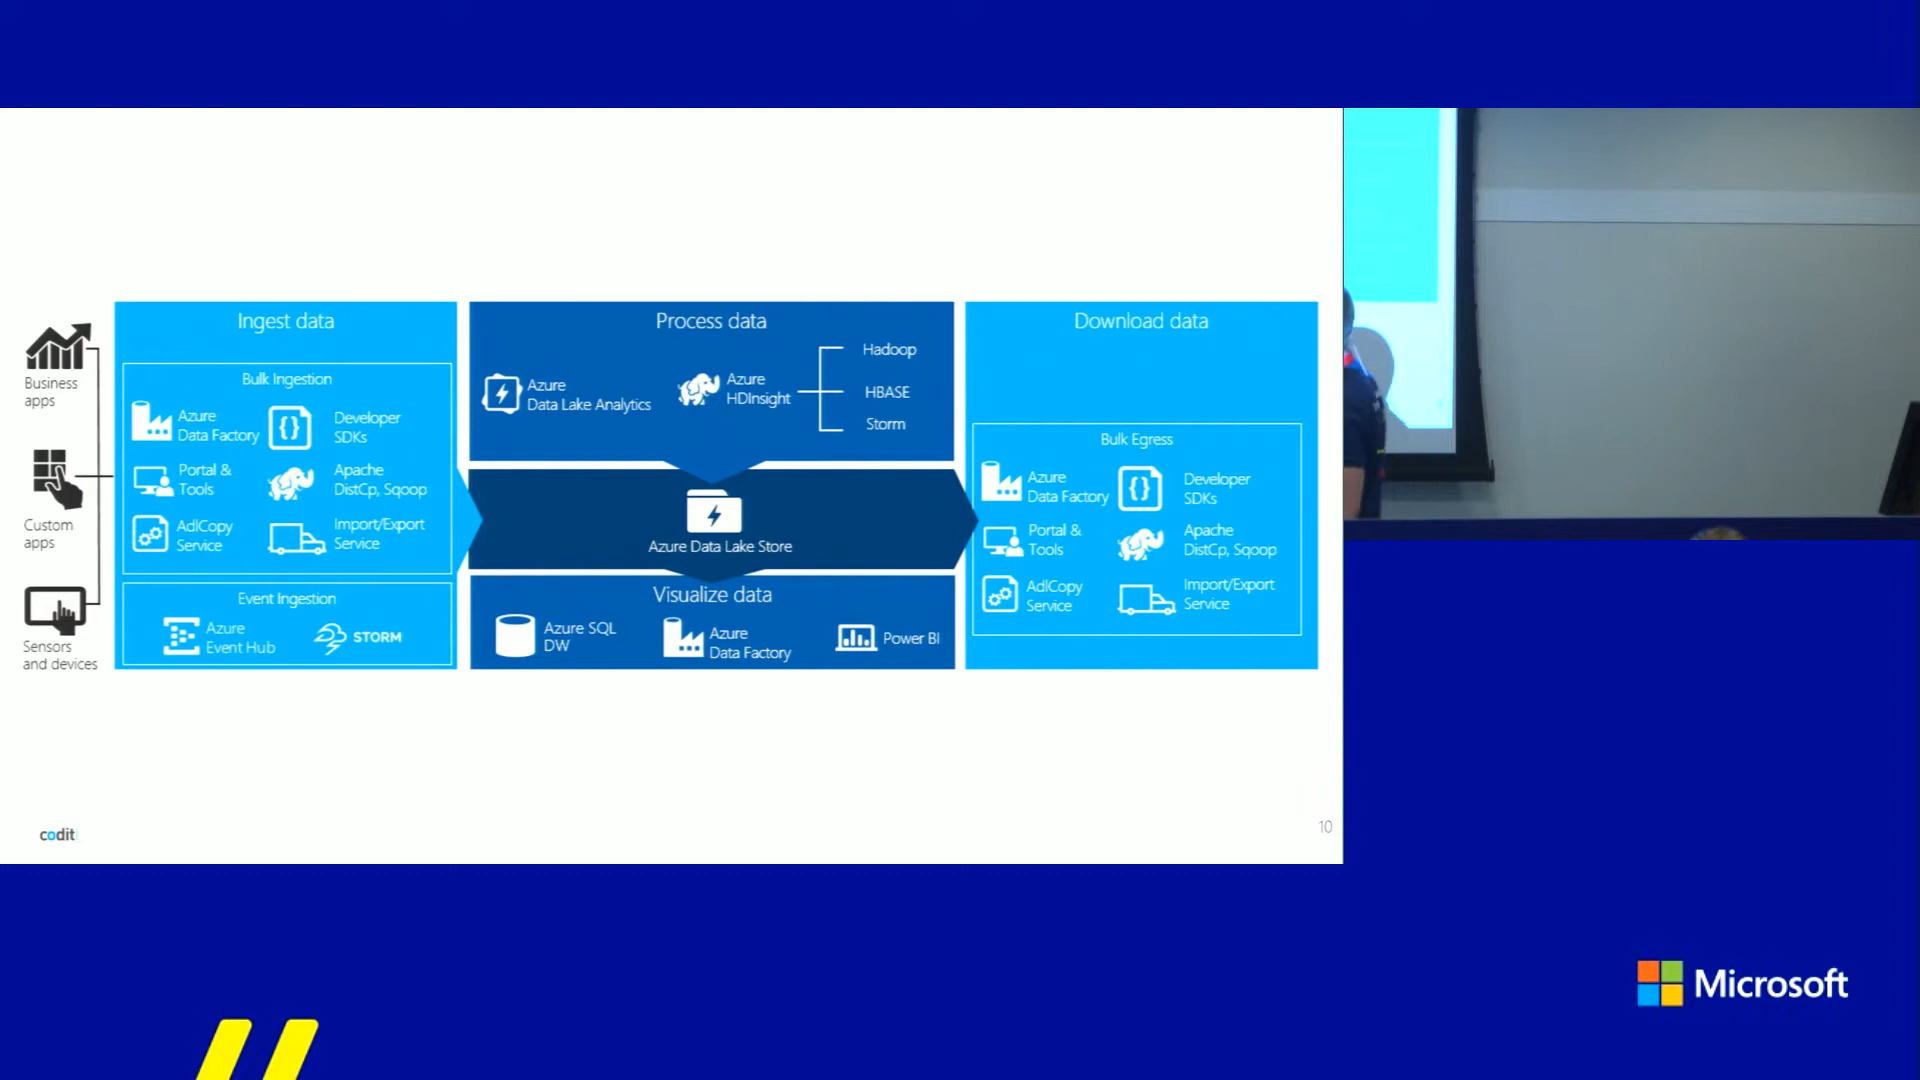 Business
apps
Custom
apps
Sensors
and devices
Ingest data
Bulk Ingestion
Azure
Data Factory
Developer
SDKs
Portal &
Tools
Apache
DistCp, Sqoop
AdlCopy
Service
Import/Export
Service
Event Ingestion
Azure
Event Hub
STORM
Process data
Azure
Data Lake Analytics
Azure
HDInsight
Hadoop
HBASE
Storm
Azure Data Lake Store
Visualize data
Azure SQL
DW
Azure
Data Factory
Power BI
Download data
Bulk Egress
Azure
Data Factory
Developer
SDKs
Portal &
Tools
Apache
DistCp, Sqoop
AdlCopy
Service
Import/Export
Service
codit
10
Microsoft